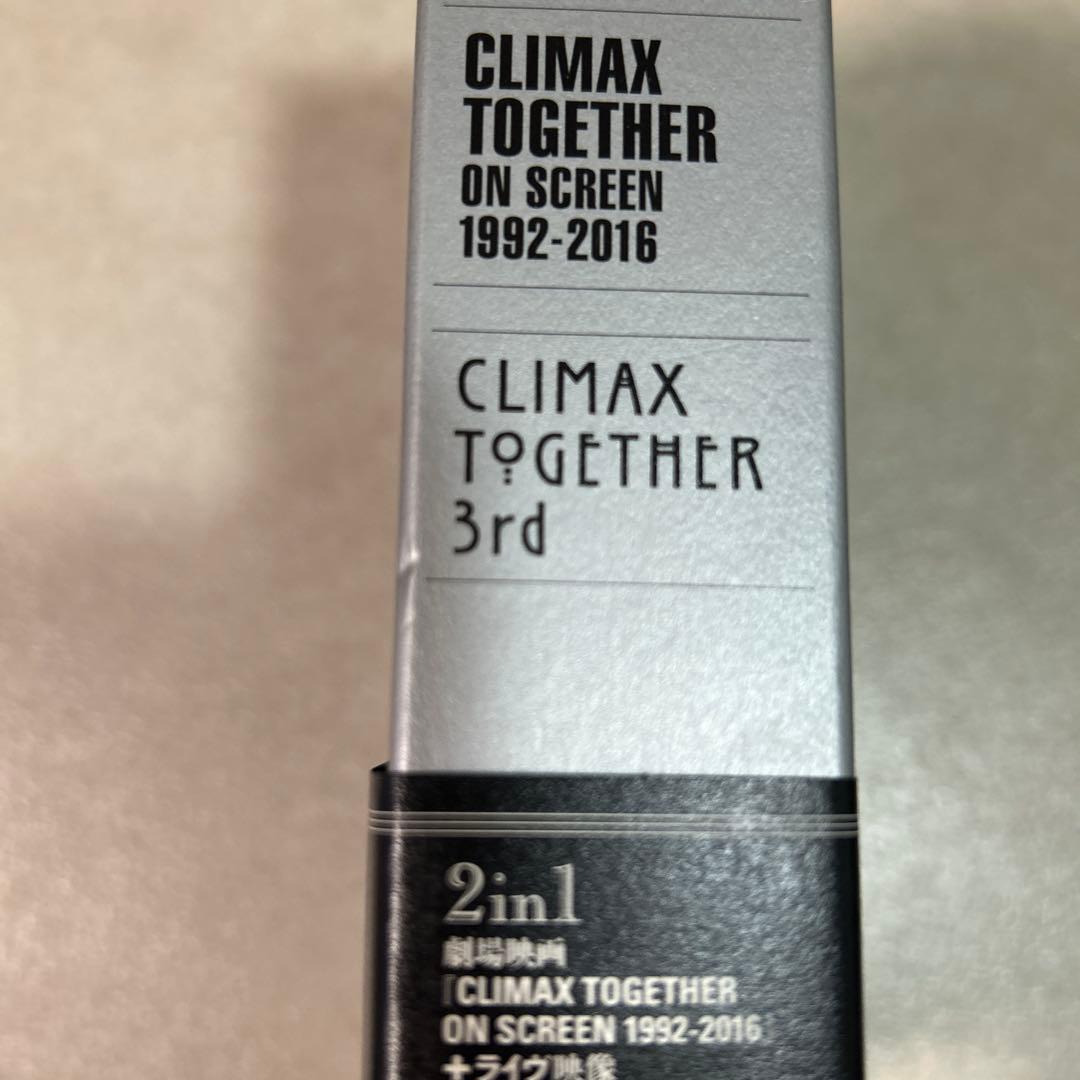 CLIMAX
TOGETHER
ON SCREEN
1992-2016
CLIMAX
TOGETHER
3rd
2in1
劇場映画
「CLIMAX TOGETHER
ON SCREEN 1992-2016
+ライヴ映像